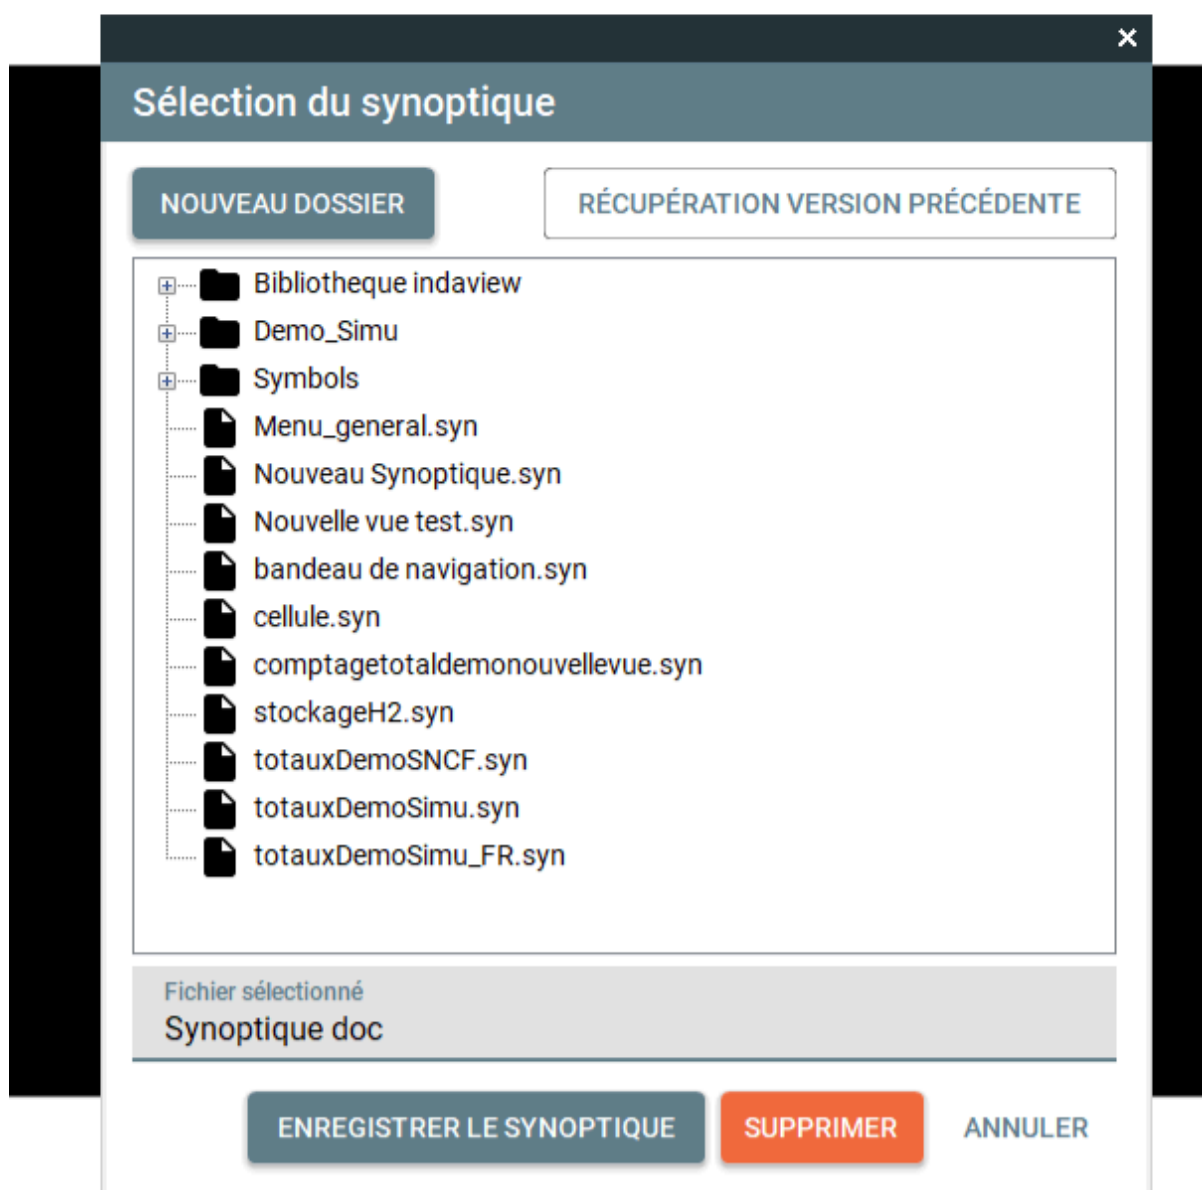 Sélection du synoptique
NOUVEAU DOSSIER
RÉCUPÉRATION VERSION PRÉCÉDENTE
Bibliotheque indaview
Demo_Simu
Symbols
Menu_general.syn
Nouveau Synoptique.syn
Nouvelle vue test.syn
bandeau de navigation.syn
cellule.syn
comptagetotaldemonouvellevue.syn
stockageH2.syn
totauxDemoSNCF.syn
totauxDemoSimu.syn
totauxDemoSimu_FR.syn
Fichier sélectionné
Synoptique doc
ENREGISTRER LE SYNOPTIQUE
SUPPRIMER
ANNULER